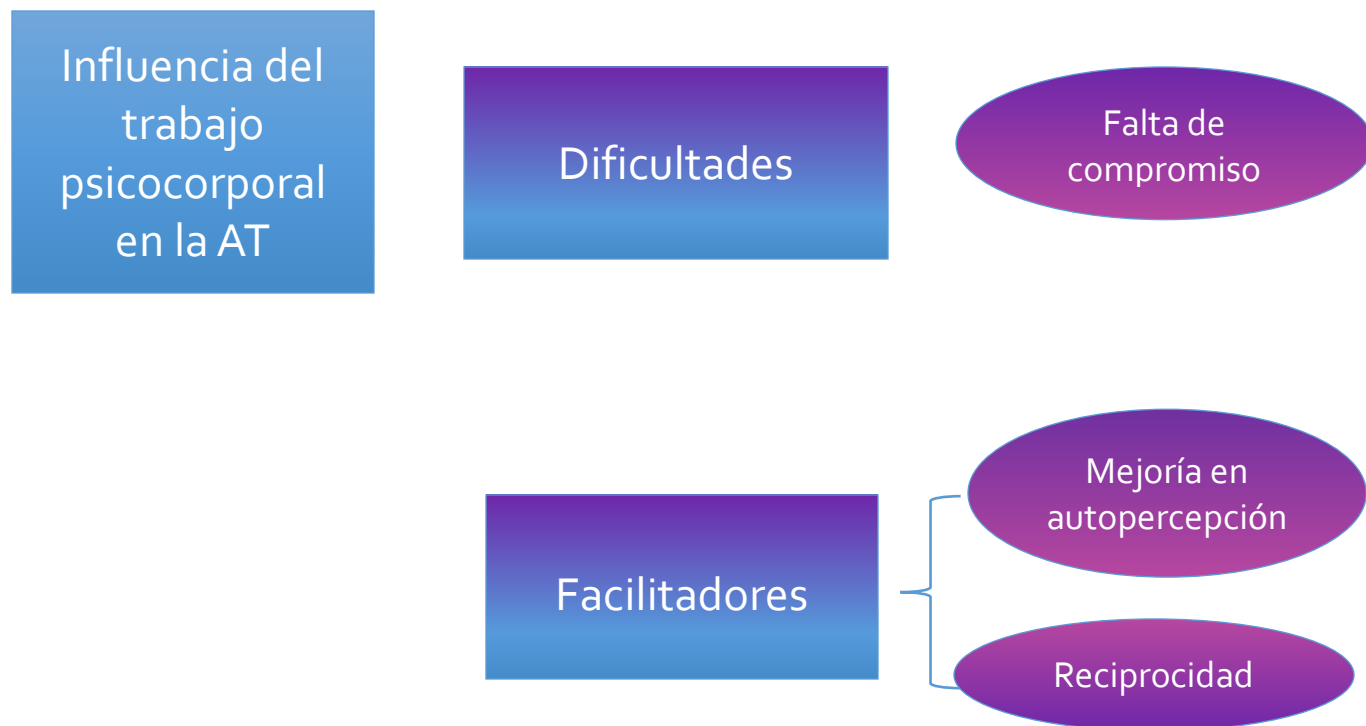 Influencia del
trabajo
psicocorporal
en la AT
Dificultades
Falta de
compromiso
Facilitadores
Mejoría en
autopercepción
Reciprocidad